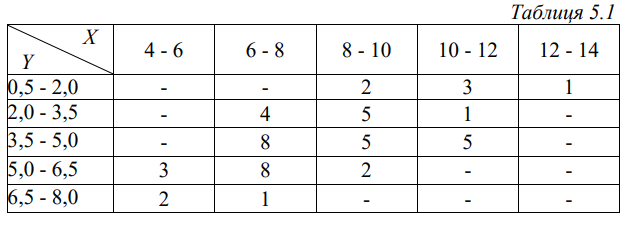 Таблиця 5.1
X
Y 4 - 6 6 - 8 8 - 10 10 - 12 12 - 14
0,5 - 2,0 - - 2 3 1
2,0 - 3,5 - 4 5 1 -
3,5 - 5,0 - 8 5 5 -
5,0 - 6,5 3 8 2 - -
6,5 - 8,0 2 1 - - -